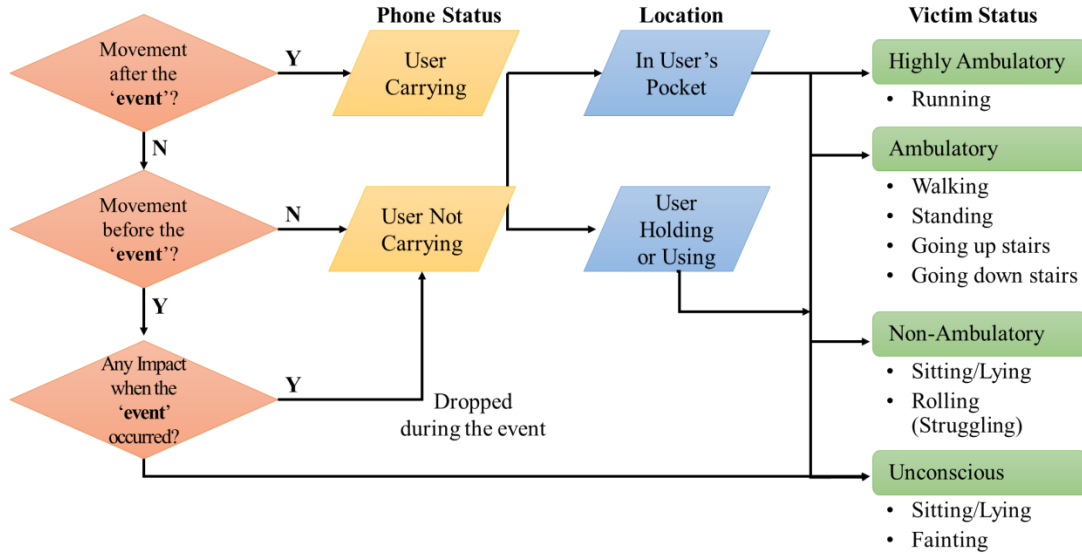 Phone Status
Location
Victim Status
Movement
after the
‘event’?
Y
User
Carrying
In User’s
Pocket
Highly Ambulatory
• Running
N
Ambulatory
• Walking
• Standing
• Going up stairs
• Going down stairs
Movement
before the
‘event’?
N
User Not
Carrying
User
Holding
or Using
Y
Non-Ambulatory
• Sitting/Lying
• Rolling
(Struggling)
Any Impact
when the
‘event’
occurred?
Y
Dropped
during the event
Unconscious
• Sitting/Lying
• Fainting